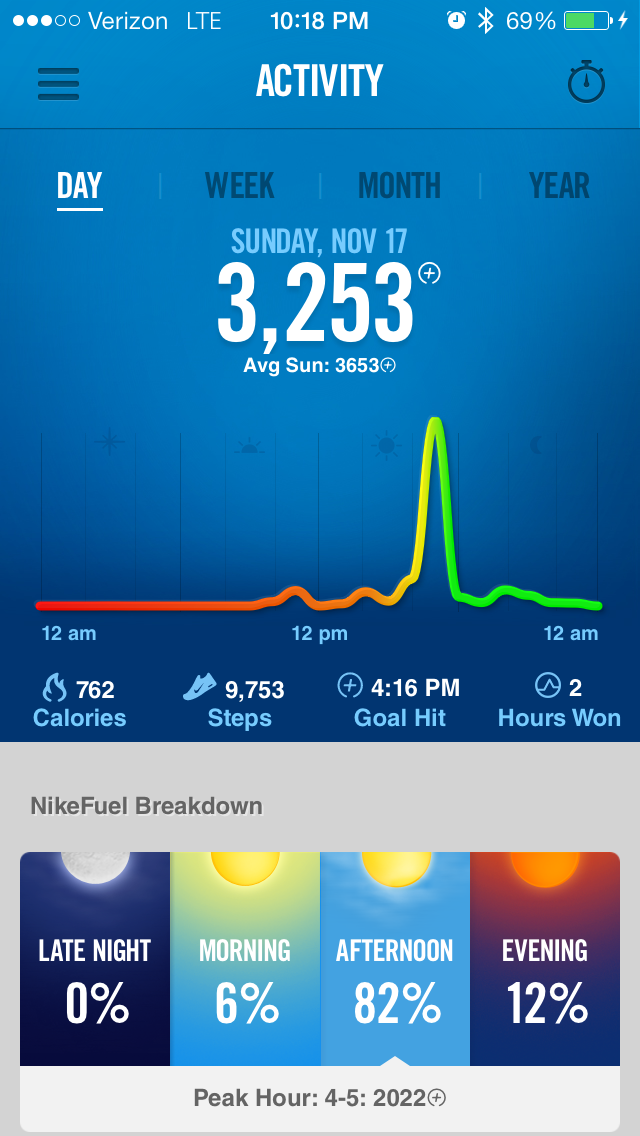 Verizon LTE 10:18 PM 69%
ACTIVITY
DAY WEEK MONTH YEAR
SUNDAY, NOV 17
3,253
Avg Sun: 3653
12 am 12 pm 12 am
762 9,753 4:16 PM 2
Calories Steps Goal Hit Hours Won
NikeFuel Breakdown
LATE NIGHT MORNING AFTERNOON EVENING
0% 6% 82% 12%
Peak Hour: 4-5: 2022